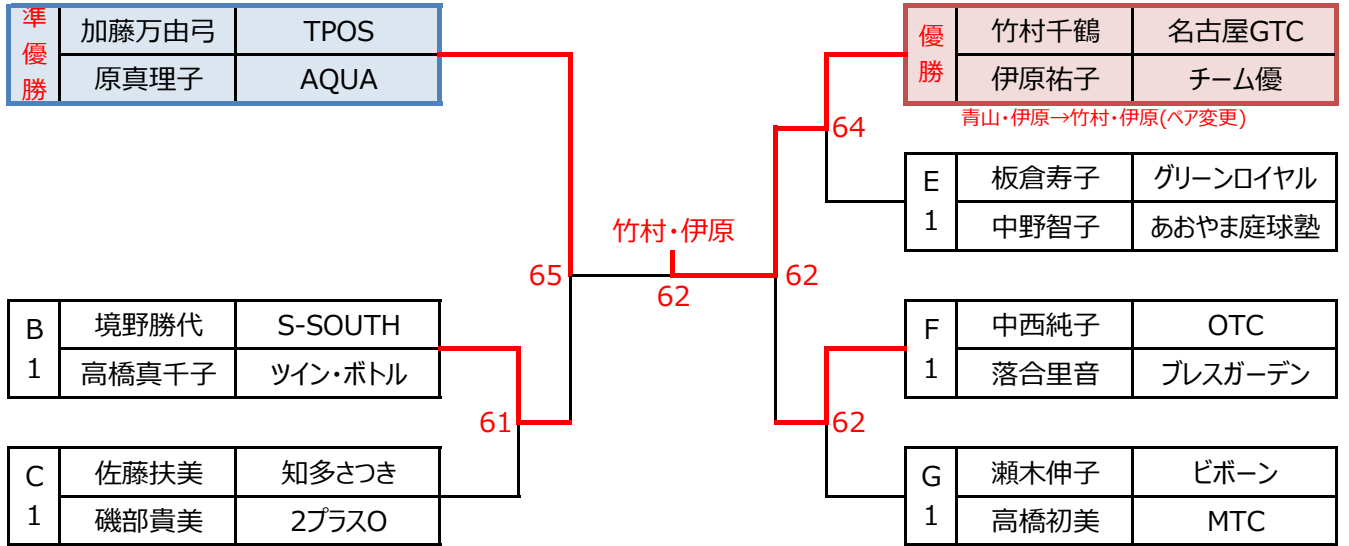 準優勝 加藤万由弓 TPOS
原真理子 AQUA
優勝 竹村千鶴 名古屋GTC
伊原祐子 チーム優
青山・伊原→竹村・伊原(ペア変更)
64
E1 板倉寿子 グリーンロイヤル
中野智子 あおやま庭球塾
竹村・伊原
65
62
62
B1 境野勝代 S-SOUTH
高橋真千子 ツイン・ボトル
F1 中西純子 OTC
落合里音 ブレスガーデン
61
62
C1 佐藤扶美 知多さつき
磯部貴美 2プラスO
G1 瀬木伸子 ビボーン
高橋初美 MTC